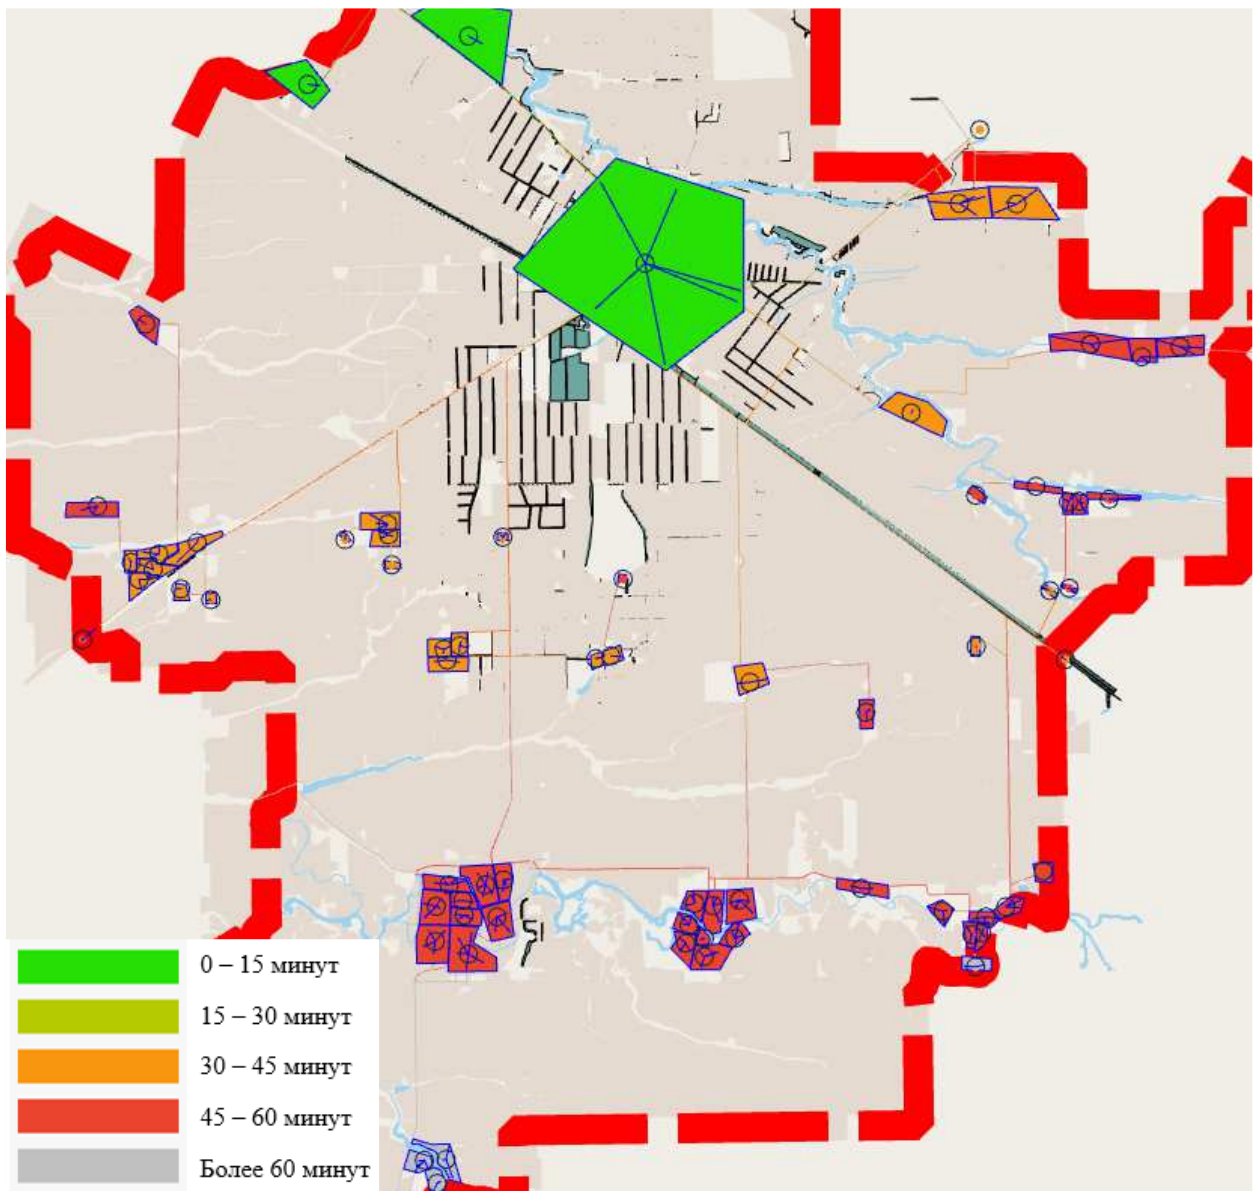 0 – 15 минут
15 – 30 минут
30 – 45 минут
45 – 60 минут
Более 60 минут